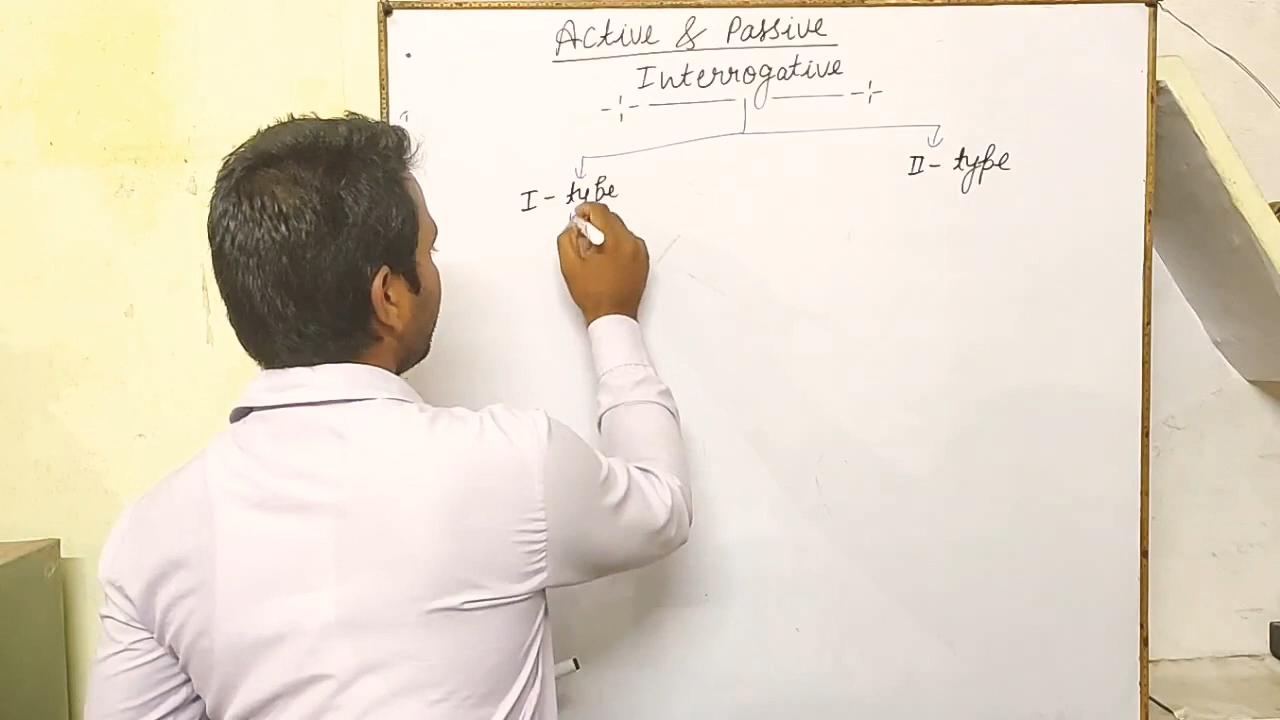 Active & Passive
Interrogative
I - type
II - type